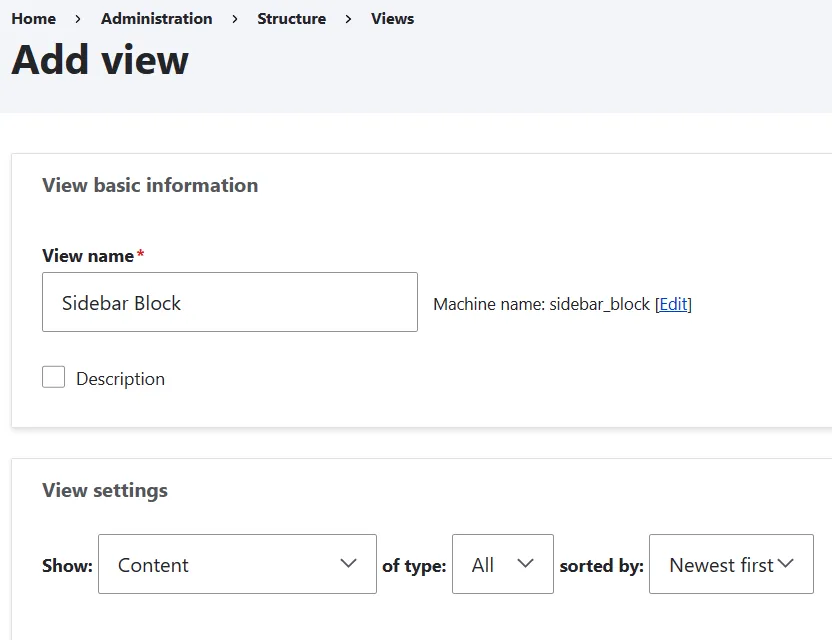 Home › Administration › Structure › Views
Add view
View basic information
View name*
Sidebar Block
Machine name: sidebar_block [Edit]
Description
View settings
Show: Content of type: All sorted by: Newest first